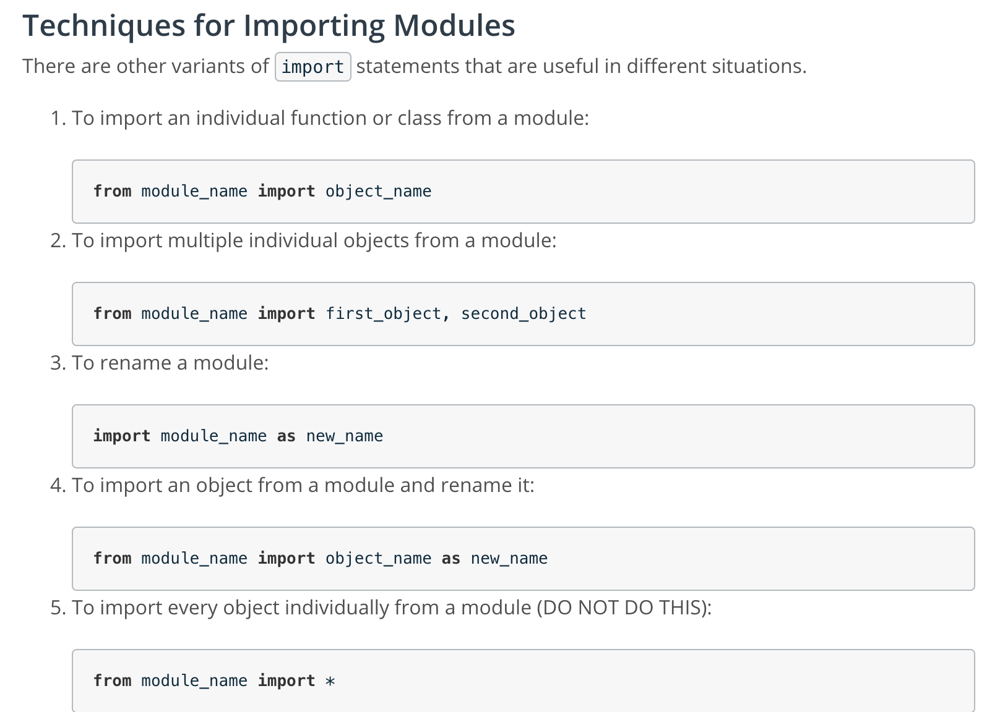 Techniques for Importing Modules
There are other variants of import statements that are useful in different situations.
1. To import an individual function or class from a module:
from module_name import object_name
2. To import multiple individual objects from a module:
from module_name import first_object, second_object
3. To rename a module:
import module_name as new_name
4. To import an object from a module and rename it:
from module_name import object_name as new_name
5. To import every object individually from a module (DO NOT DO THIS):
from module_name import *